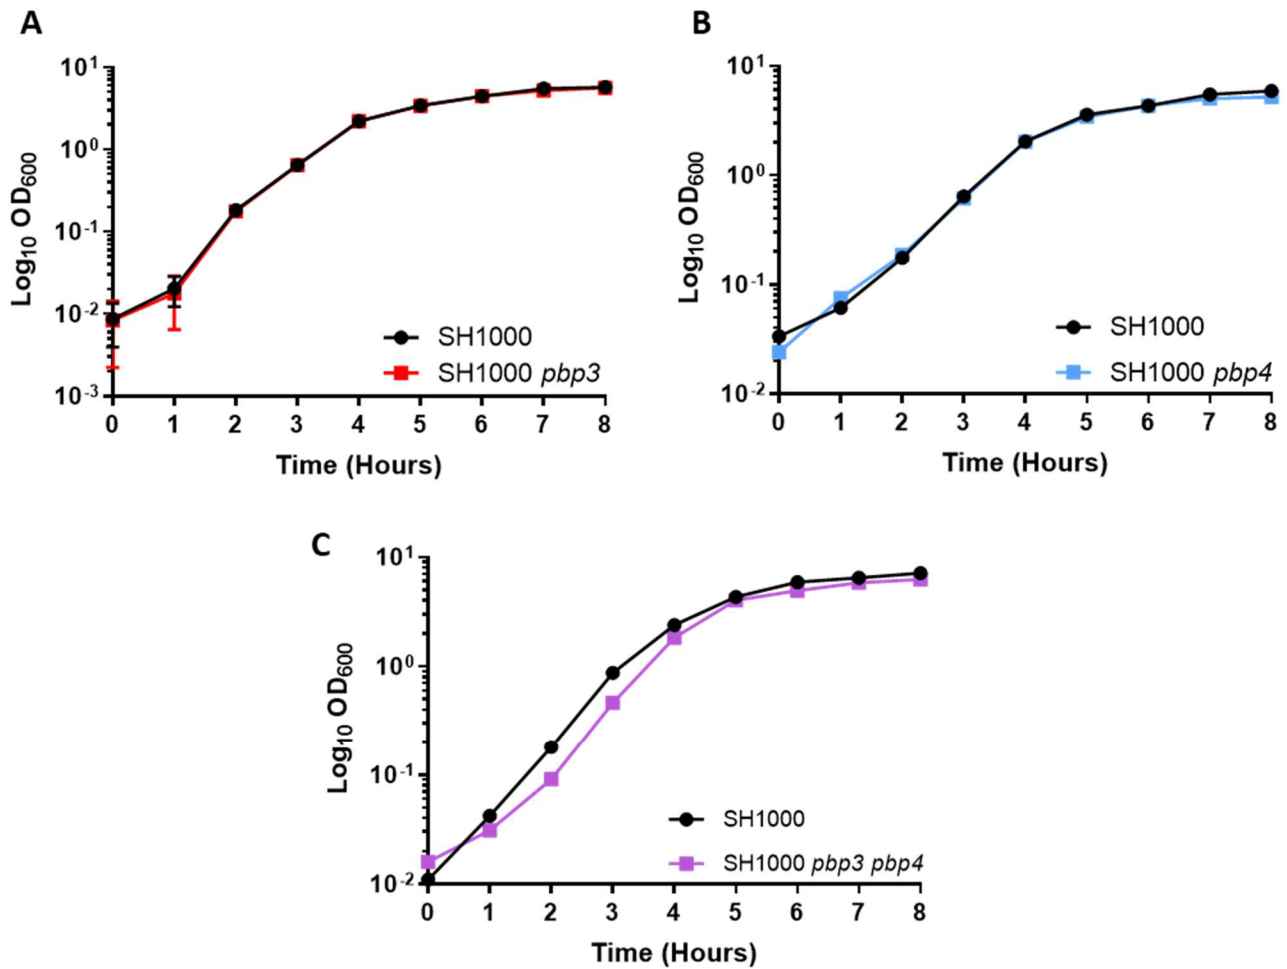 A
10¹
10⁰
10⁻¹
10⁻²
10⁻³
Log₁₀ OD₆₀₀
SH1000
SH1000 pbp3
0 1 2 3 4 5 6 7 8
Time (Hours)
B
10¹
10⁰
10⁻¹
10⁻²
Log₁₀ OD₆₀₀
SH1000
SH1000 pbp4
0 1 2 3 4 5 6 7 8
Time (Hours)
C
10¹
10⁰
10⁻¹
10⁻²
Log₁₀ OD₆₀₀
SH1000
SH1000 pbp3 pbp4
0 1 2 3 4 5 6 7 8
Time (Hours)